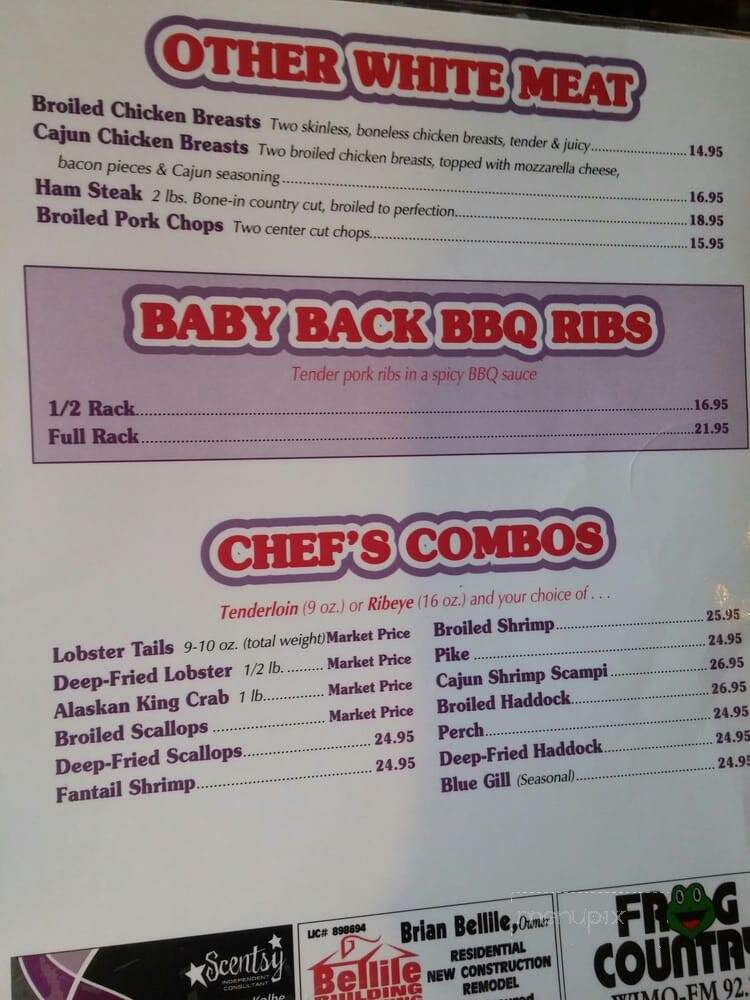 OTHER WHITE MEAT
Broiled Chicken Breasts Two skinless, boneless chicken breasts, tender & juicy 14.95
Cajun Chicken Breasts Two broiled chicken breasts, topped with mozzarella cheese,
bacon pieces & Cajun seasoning 16.95
Ham Steak 2 lbs. Bone-in country cut, broiled to perfection 18.95
Broiled Pork Chops Two center cut chops 15.95
BABY BACK BBQ RIBS
Tender pork ribs in a spicy BBQ sauce
1/2 Rack 16.95
Full Rack 21.95
CHEF'S COMBOS
Tenderloin (9 oz.) or Ribeye (16 oz.) and your choice of . . .
Lobster Tails 9-10 oz. (total weight) Market Price
Deep-Fried Lobster 1/2 lb. Market Price
Alaskan King Crab 1 lb. Market Price
Broiled Scallops Market Price
Deep-Fried Scallops 24.95
Fantail Shrimp 24.95
Broiled Shrimp 25.95
Pike 24.95
Cajun Shrimp Scampi 26.95
Broiled Haddock 26.95
Perch 24.95
Deep-Fried Haddock 24.95
Blue Gill (Seasonal) 24.95
Scentsy
INDEPENDENT
CONSULTANT
LIC# 898694
Brian Bellile, Owner
Bellile
BUILDING
RESIDENTIAL
NEW CONSTRUCTION
REMODEL
menupix
FROG
COUNTRY
WJMQ-FM 92.